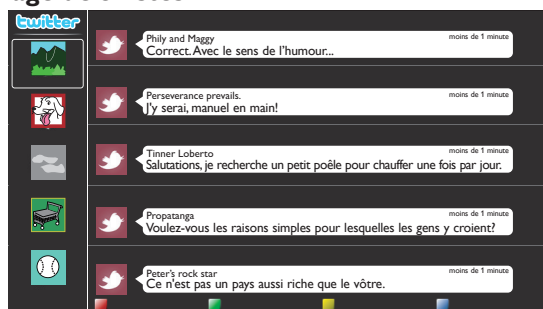 twitter
Phily and Maggy
moins de 1 minute
Correct. Avec le sens de l'humour...
Perseverance prevails.
moins de 1 minute
J'y serai, manuel en main!
Tinner Loberto
moins de 1 minute
Salutations, je recherche un petit poêle pour chauffer une fois par jour.
Propatanga
moins de 1 minute
Voulez-vous les raisons simples pour lesquelles les gens y croient?
Peter's rock star
moins de 1 minute
Ce n'est pas un pays aussi riche que le vôtre.